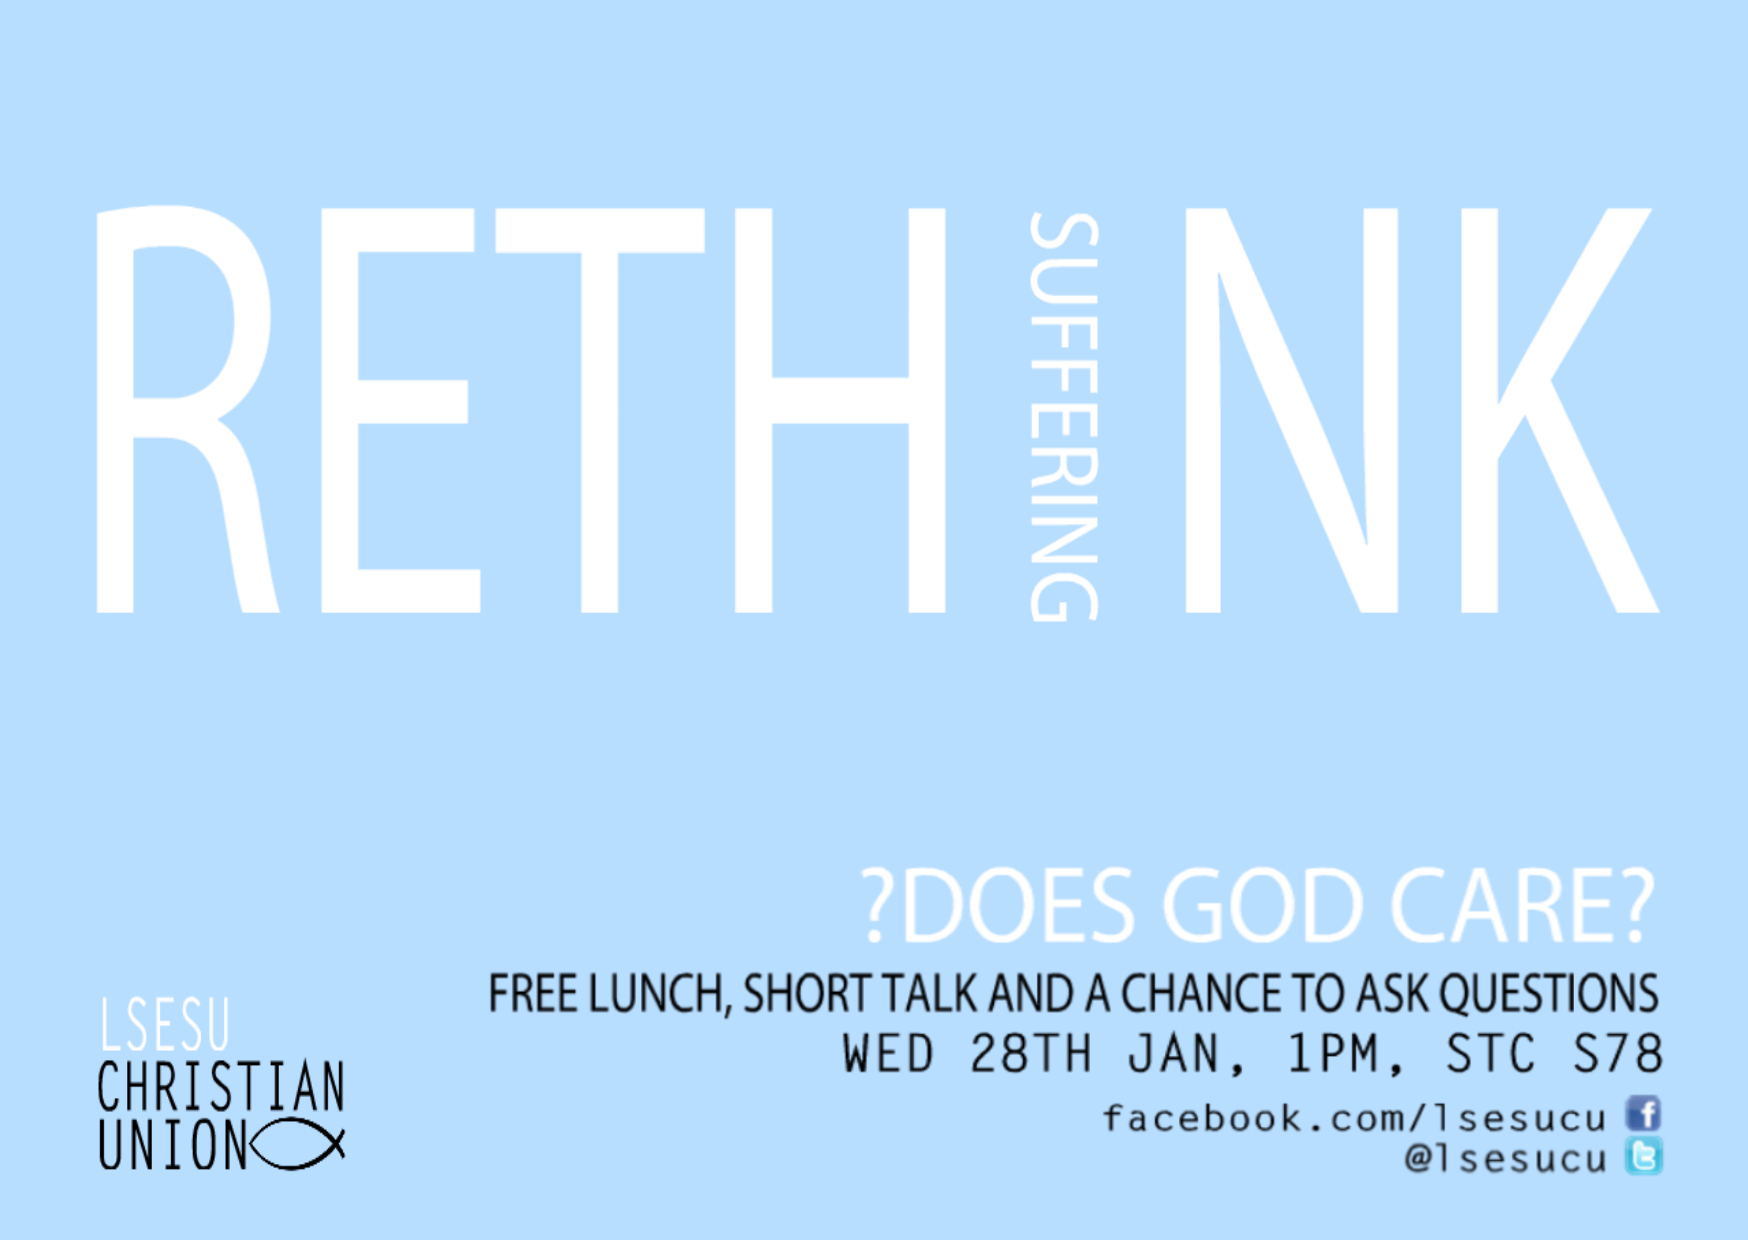 RETH SUFFERING NK
?DOES GOD CARE?
FREE LUNCH, SHORT TALK AND A CHANCE TO ASK QUESTIONS
WED 28TH JAN, 1PM, STC S78
facebook.com/lsesucu
@lsesucu
LSESU
CHRISTIAN
UNION